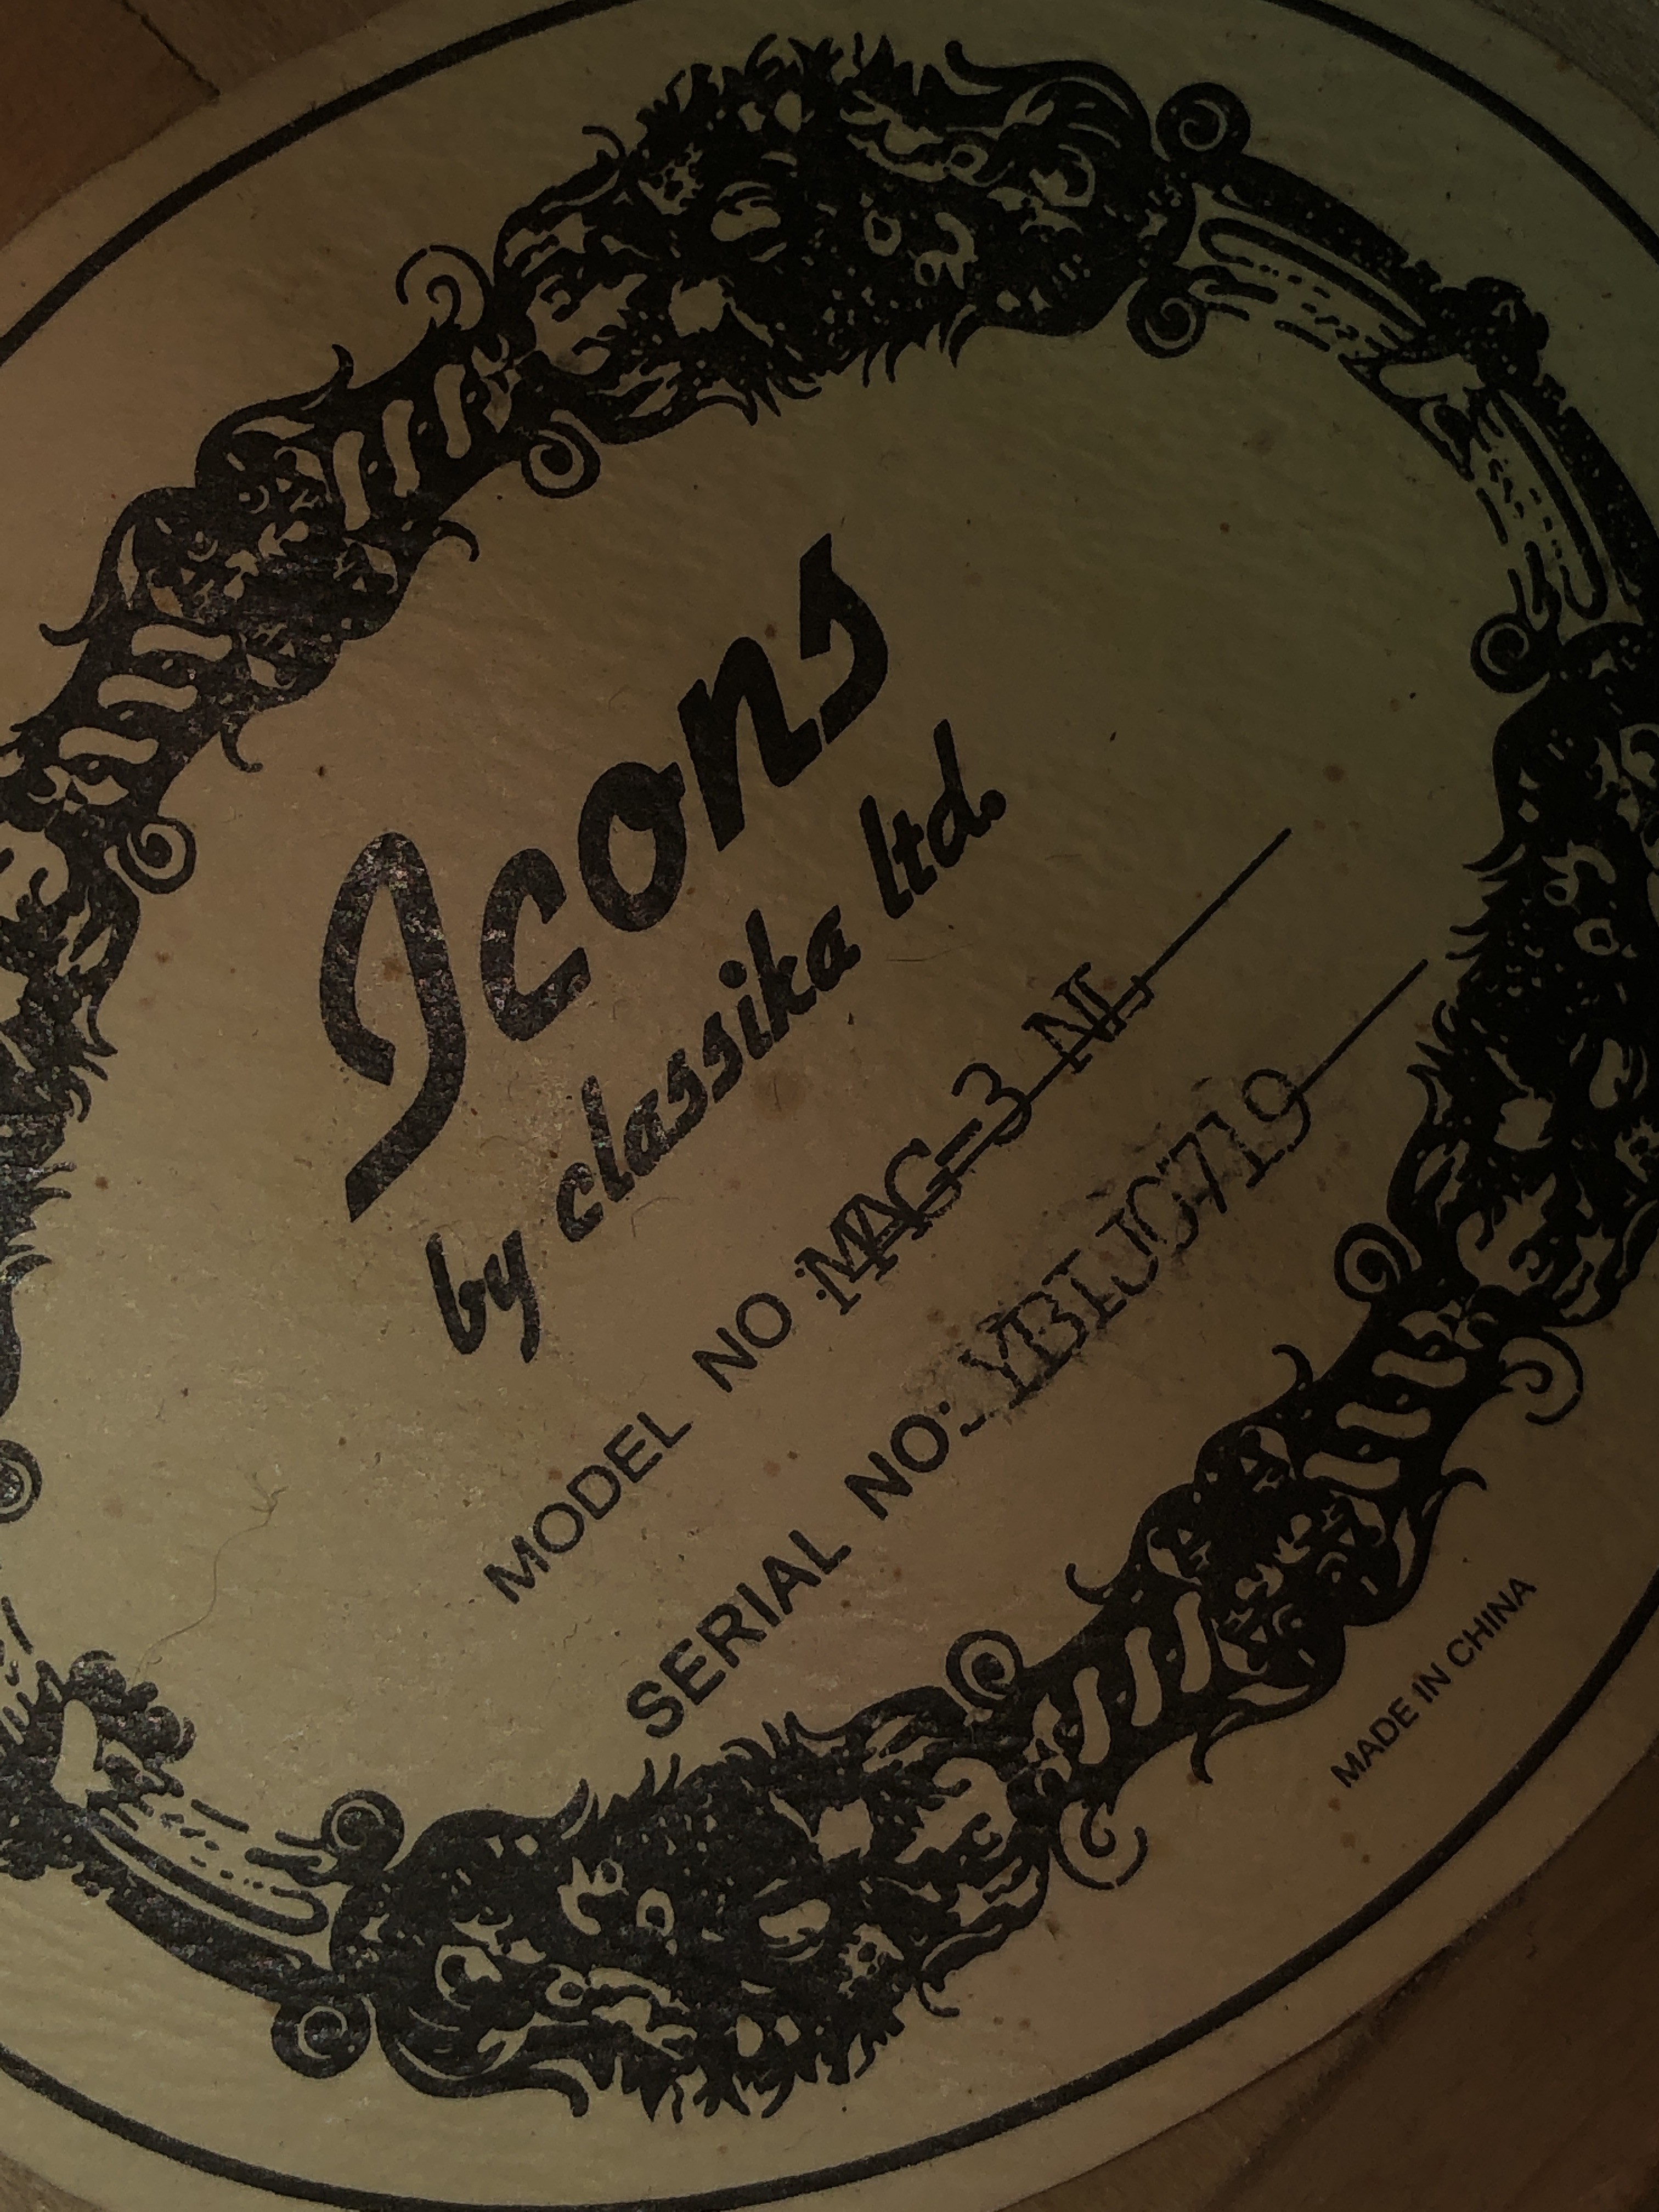 Icons
by classika ltd.
MODEL NO : MAG-3 NL
SERIAL NO:
MADE IN CHINA